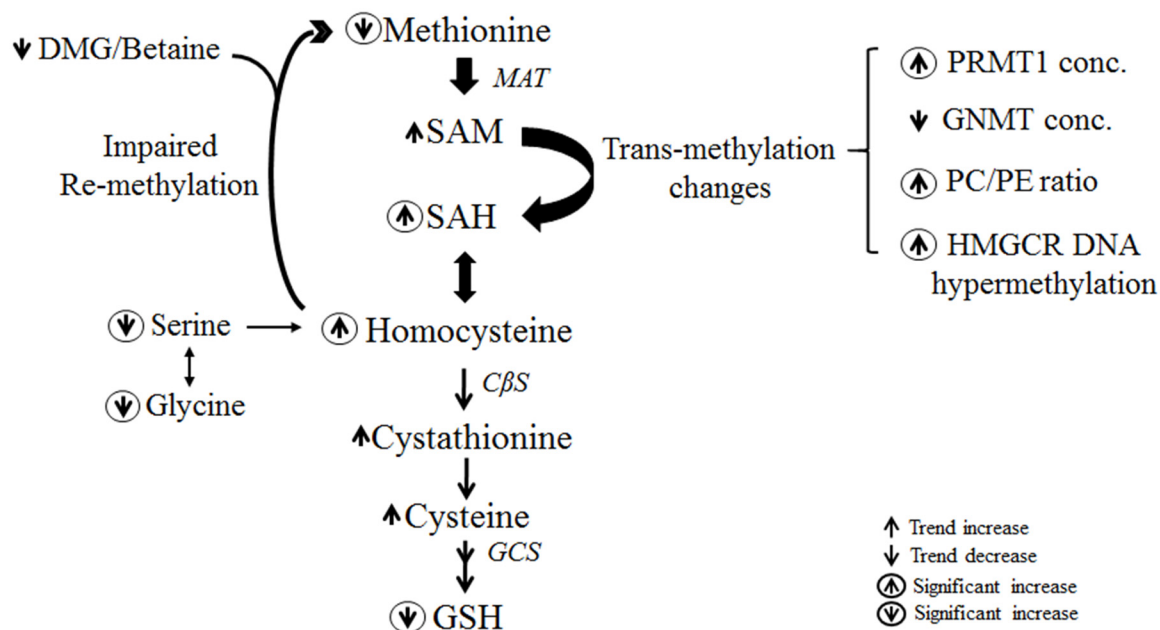 DMG/Betaine
Methionine
MAT
Impaired
Re-methylation
SAM
SAH
Trans-methylation
changes
PRMT1 conc.
GNMT conc.
PC/PE ratio
HMGCR DNA
hypermethylation
Serine
Homocysteine
Glycine
CβS
Cystathionine
Cysteine
GCS
GSH
Trend increase
Trend decrease
Significant increase
Significant increase